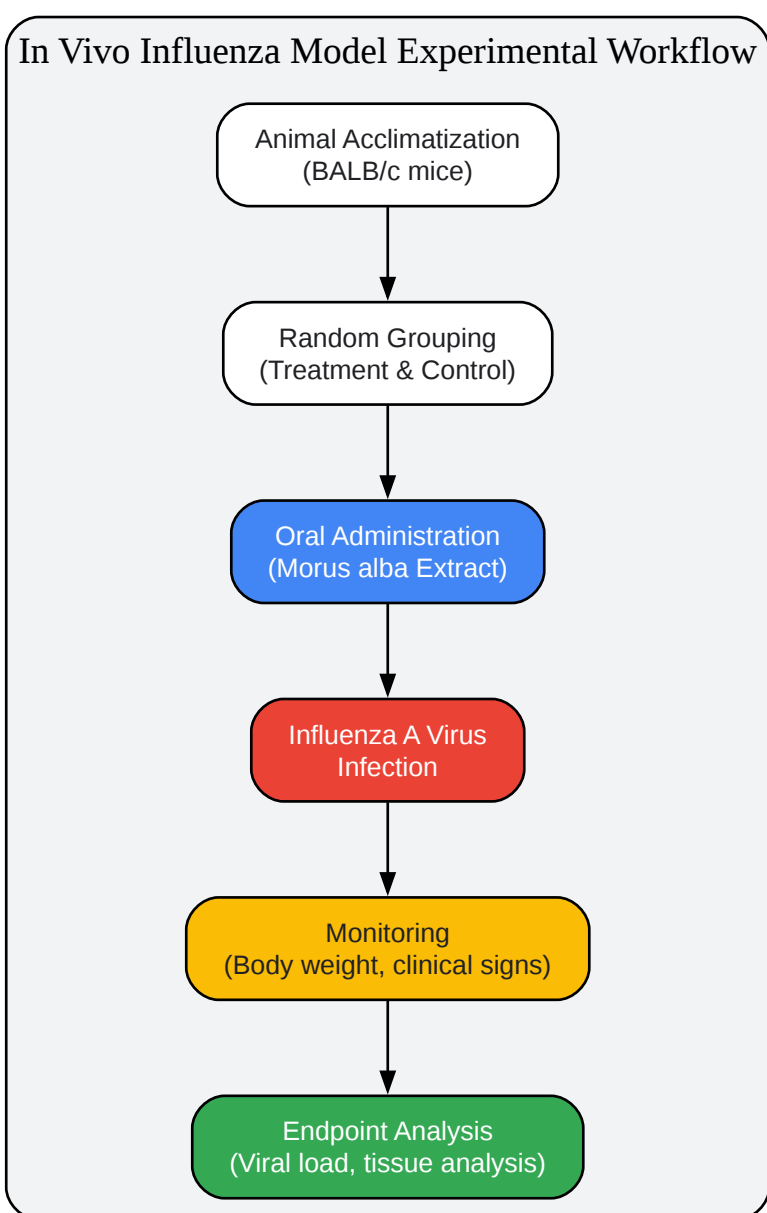 In Vivo Influenza Model Experimental Workflow
Animal Acclimatization
(BALB/c mice)
Random Grouping
(Treatment & Control)
Oral Administration
(Morus alba Extract)
Influenza A Virus
Infection
Monitoring
(Body weight, clinical signs)
Endpoint Analysis
(Viral load, tissue analysis)